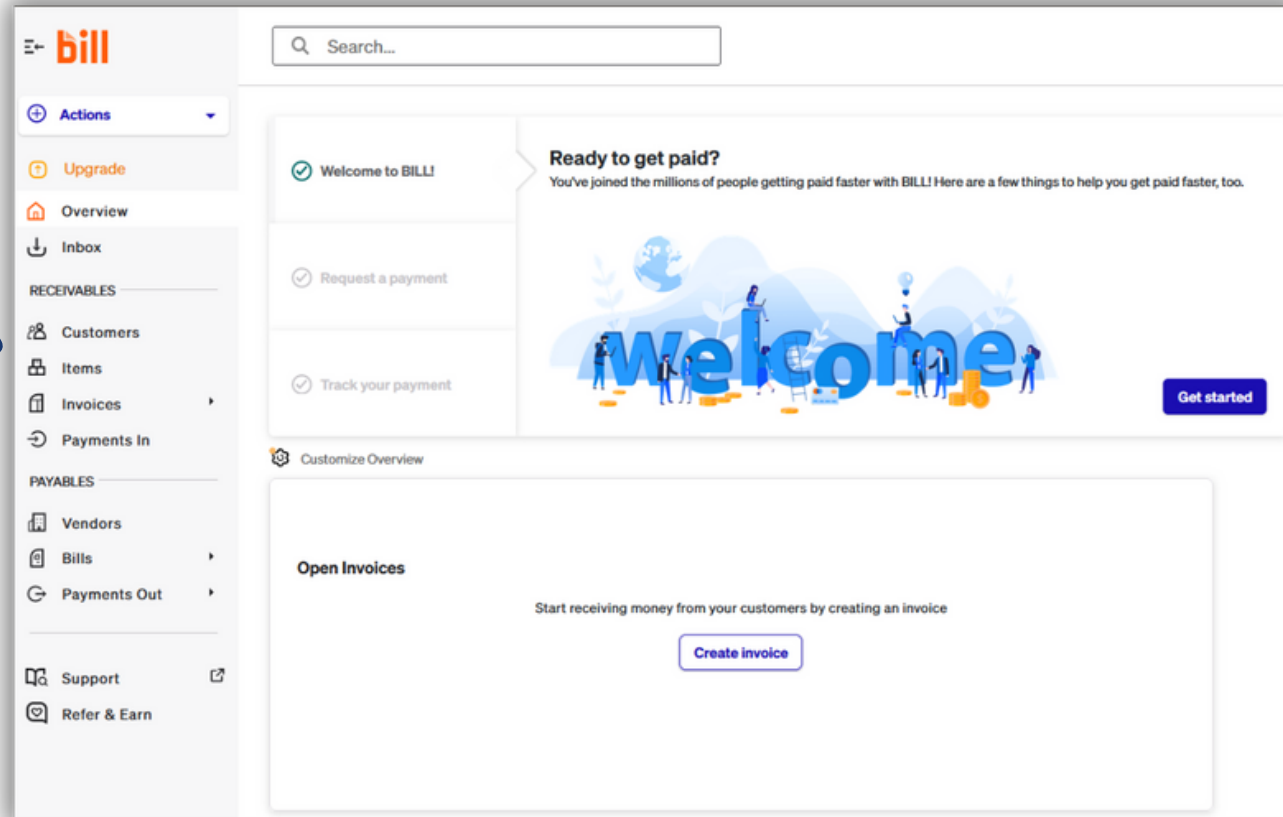 bill
Search...
Actions
Upgrade
Overview
Inbox
RECEIVABLES
Customers
Items
Invoices
Payments In
PAYABLES
Vendors
Bills
Payments Out
Support
Refer & Earn
Welcome to BILL!
Request a payment
Track your payment
Ready to get paid?
You've joined the millions of people getting paid faster with BILL! Here are a few things to help you get paid faster, too.
welcome
Get started
Customize Overview
Open Invoices
Start receiving money from your customers by creating an invoice
Create invoice